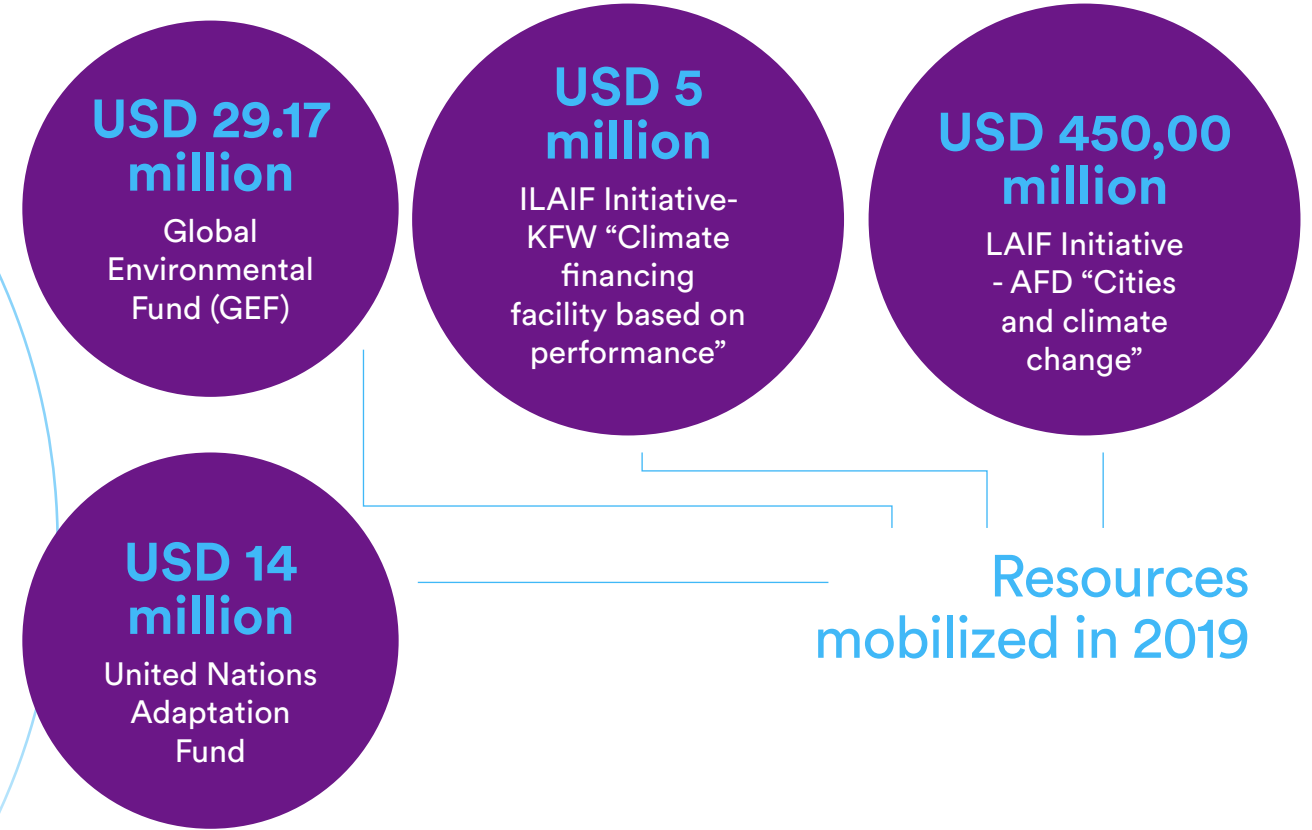 USD 29.17
million
Global
Environmental
Fund (GEF)
USD 5
million
ILAIF Initiative-
KFW “Climate
financing
facility based on
performance”
USD 450,00
million
LAIF Initiative
- AFD “Cities
and climate
change”
USD 14
million
United Nations
Adaptation
Fund
Resources
mobilized in 2019